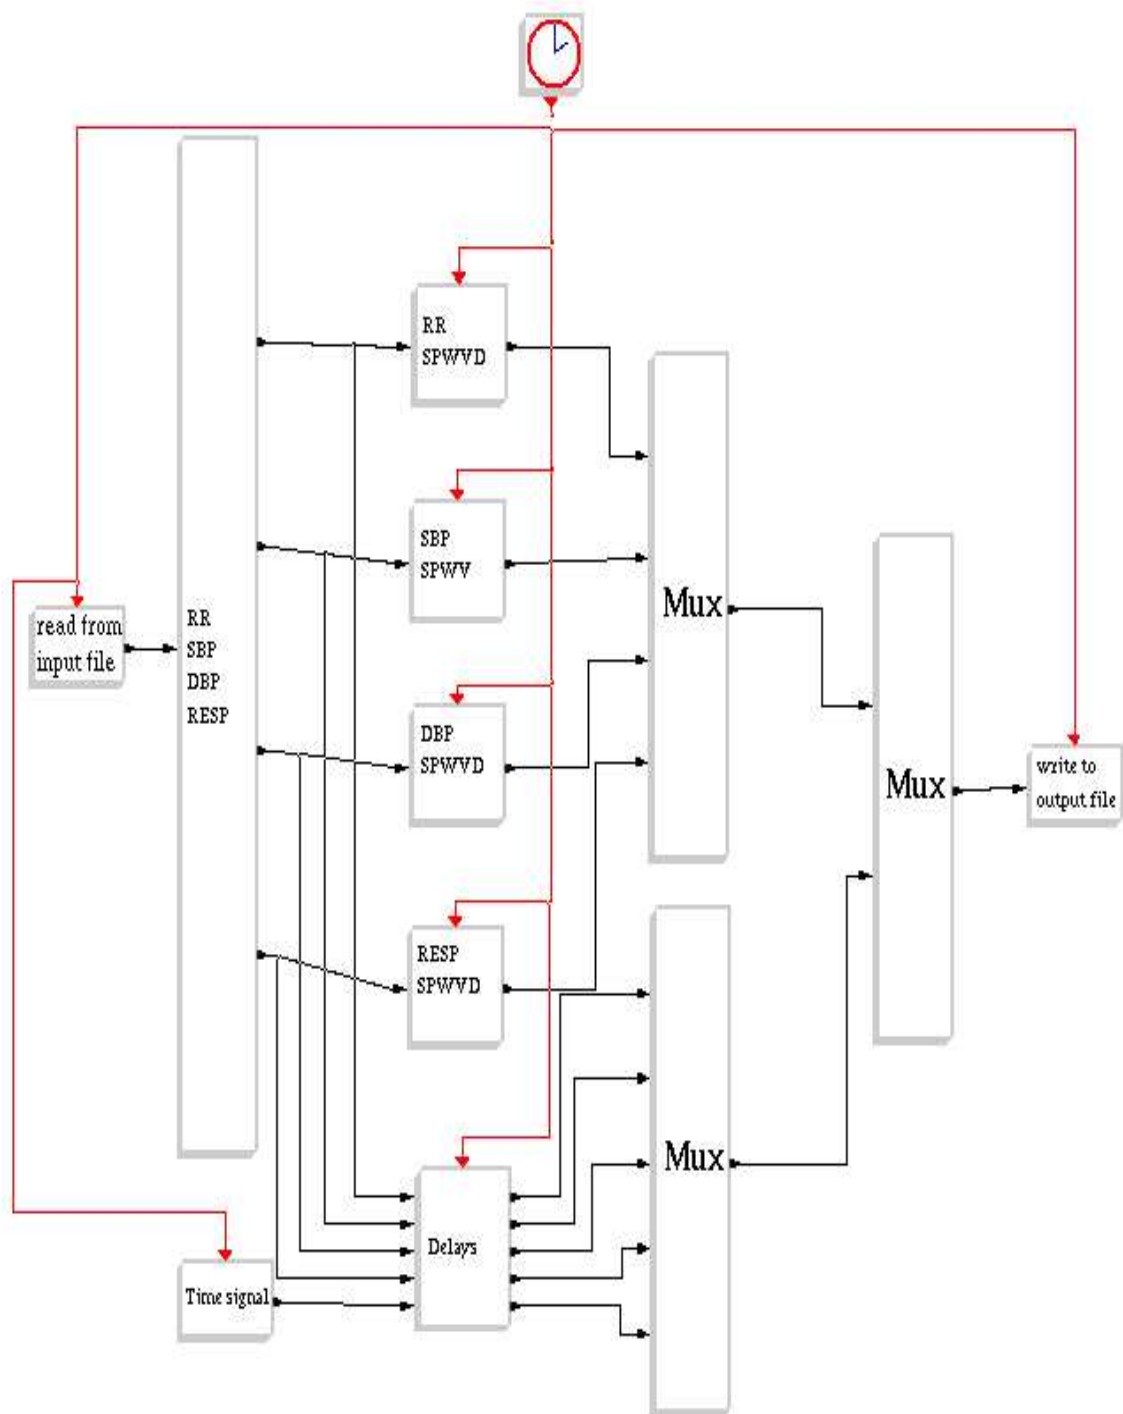 RR
SPWVD
SBP
SPWV
Mux
read from
input file
RR
SBP
DBP
RESP
DBP
SPWVD
Mux
write to
output file
RESP
SPWVD
Mux
Delays
Time signal